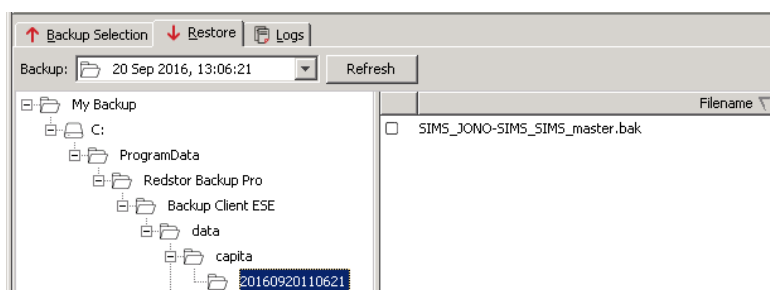 Backup Selection Restore Logs
Backup: 20 Sep 2016, 13:06:21 Refresh
My Backup Filename
C: SIMS_JONO-SIMS_SIMS_master.bak
ProgramData
Redstor Backup Pro
Backup Client ESE
data
capita
20160920110621